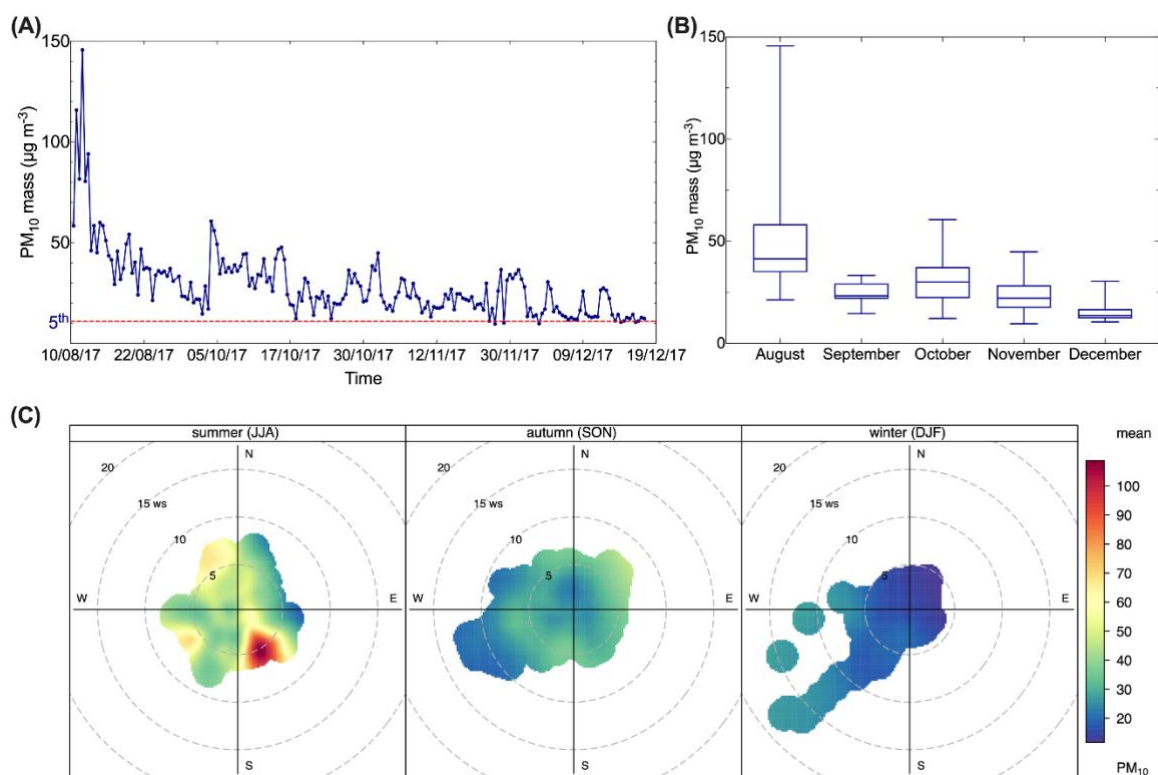 (A)
150
100
50
5th
PM10 mass (µg m-3)
10/08/17 22/08/17 05/10/17 17/10/17 30/10/17 12/11/17 30/11/17 09/12/17 19/12/17
Time
(B)
150
100
50
0
PM10 mass (µg m-3)
August September October November December
(C)
summer (JJA)
N
20
15 ws
10
5
W E
S
autumn (SON)
N
20
15 ws
10
5
W E
S
winter (DJF)
N
20
15 ws
10
5
W E
S
mean
100
90
80
70
60
50
40
30
20
PM10